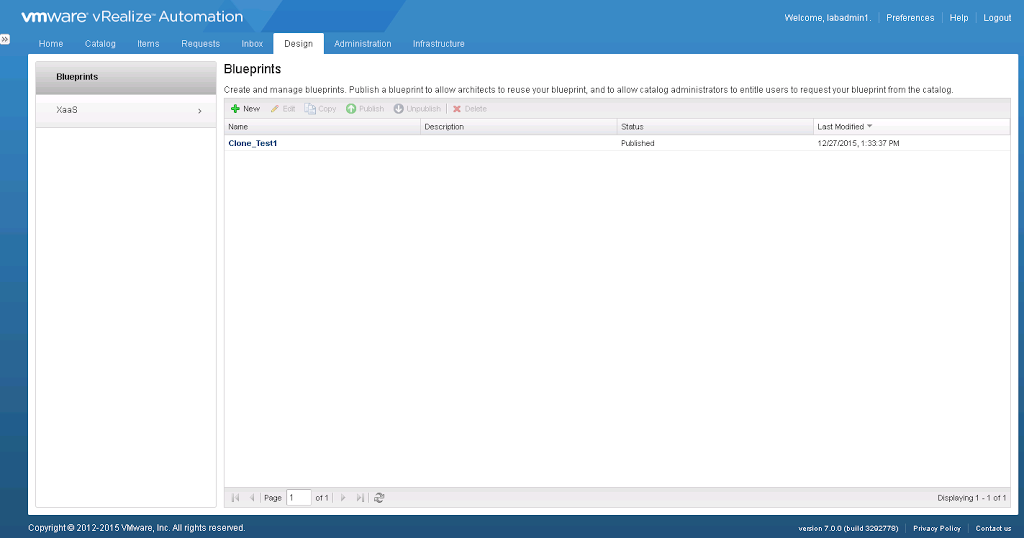 vmware vRealize Automation
Welcome, labadmin1. Preferences Help Logout
Home Catalog Items Requests Inbox Design Administration Infrastructure
Blueprints
XaaS
Blueprints
Create and manage blueprints. Publish a blueprint to allow architects to reuse your blueprint, and to allow catalog administrators to entitle users to request your blueprint from the catalog.
New Edit Copy Publish Unpublish Delete
Name Description Status Last Modified
Clone_Test1 Published 12/27/2015, 1:33:37 PM
Page 1 of 1 Displaying 1 - 1 of 1
Copyright © 2012-2015 VMware, Inc. All rights reserved. version 7.0.0 (build 3292778) Privacy Policy Contact us